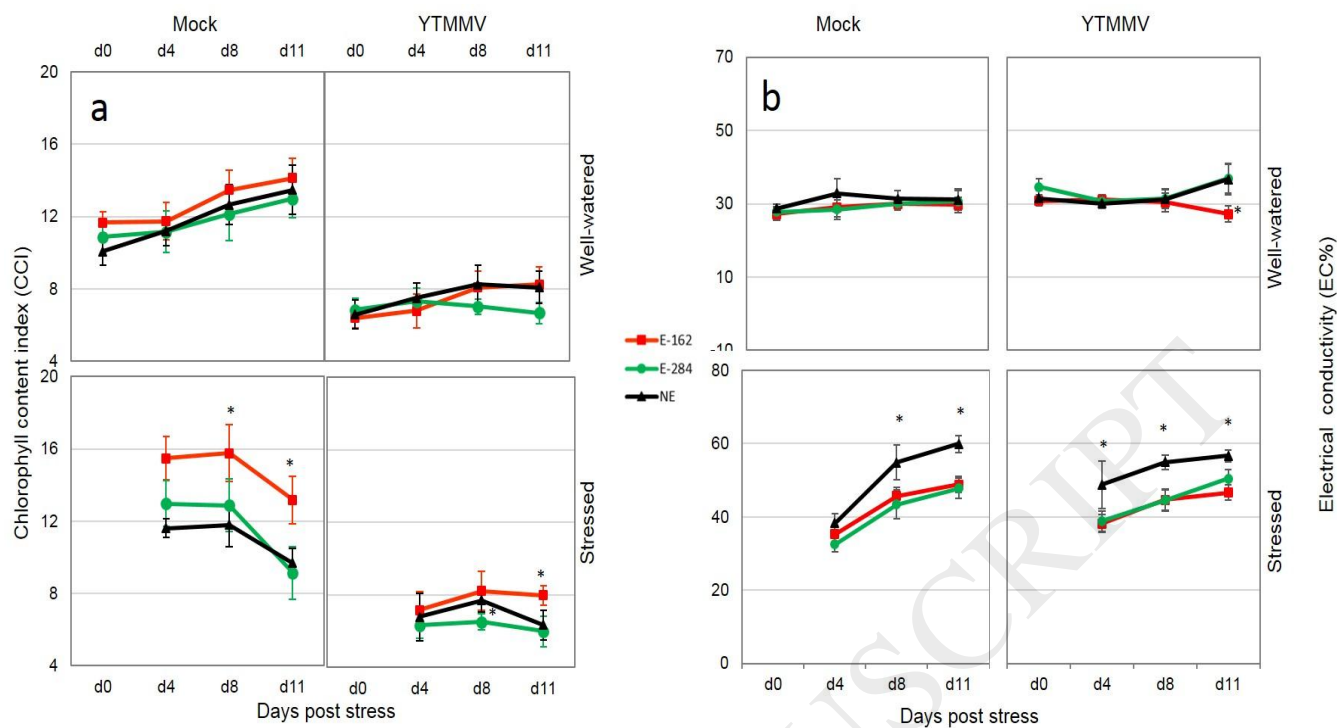 Mock YTMMV
d0 d4 d8 d11 d0 d4 d8 d11
20
16
12
8
4
a
Well-watered
20
16
12
8
4
*
*
*
*
Stressed
Chlorophyll content index (CCI)
d0 d4 d8 d11 d0 d4 d8 d11
Days post stress
E-162
E-284
NE
Mock YTMMV
70
50
30
10
-10
b
*
Well-watered
80
60
40
20
0
*
*
*
*
*
Stressed
Electrical conductivity (EC%)
d0 d4 d8 d11 d0 d4 d8 d11
Days post stress
USCRIPT